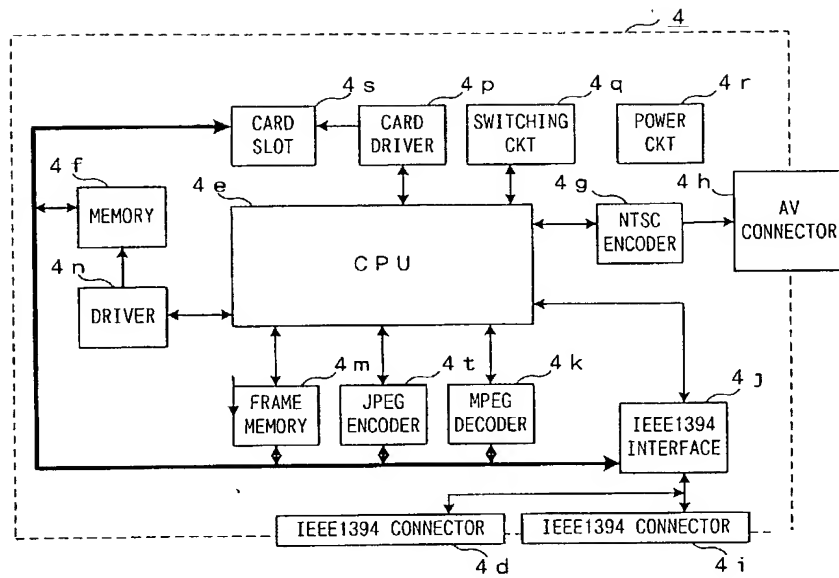 4
4s
4p
4q
4r
CARD
SLOT
CARD
DRIVER
SWITCHING
CKT
POWER
CKT
4f
4e
4g
4h
MEMORY
NTSC
ENCODER
AV
CONNECTOR
CPU
4n
DRIVER
4m
4t
4k
4J
FRAME
MEMORY
JPEG
ENCODER
MPEG
DECODER
IEEE1394
INTERFACE
IEEE1394 CONNECTOR
IEEE1394 CONNECTOR
4d
4i